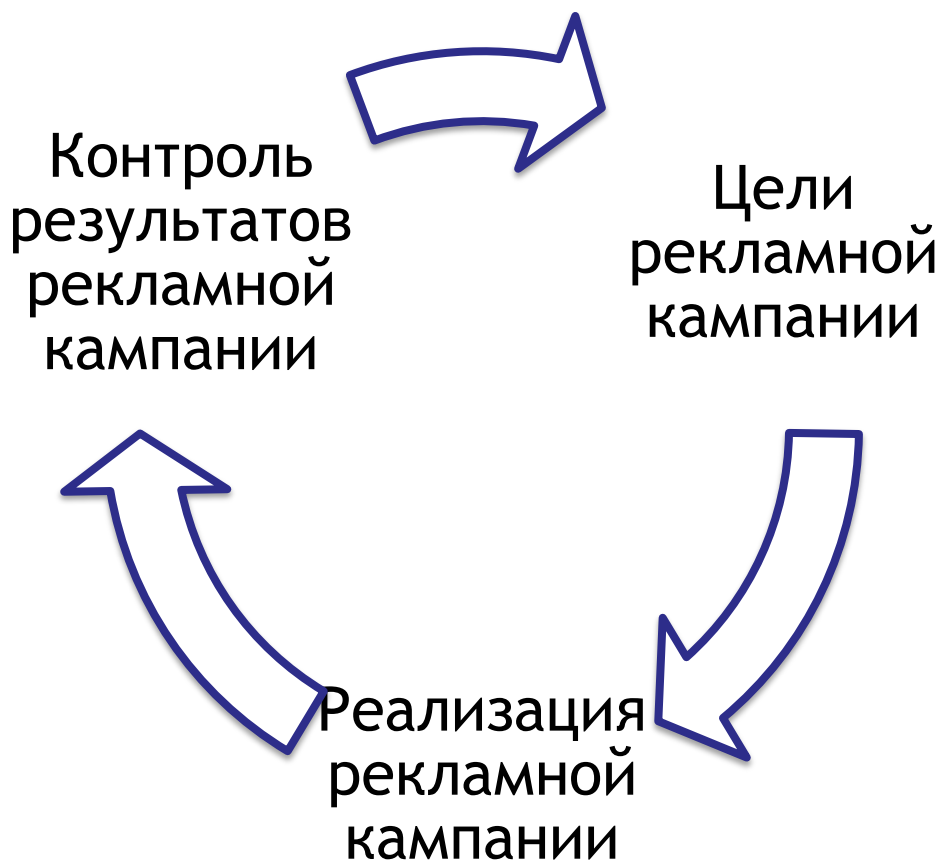 Контроль
результатов
рекламной
кампании
Цели
рекламной
кампании
Реализация
рекламной
кампании